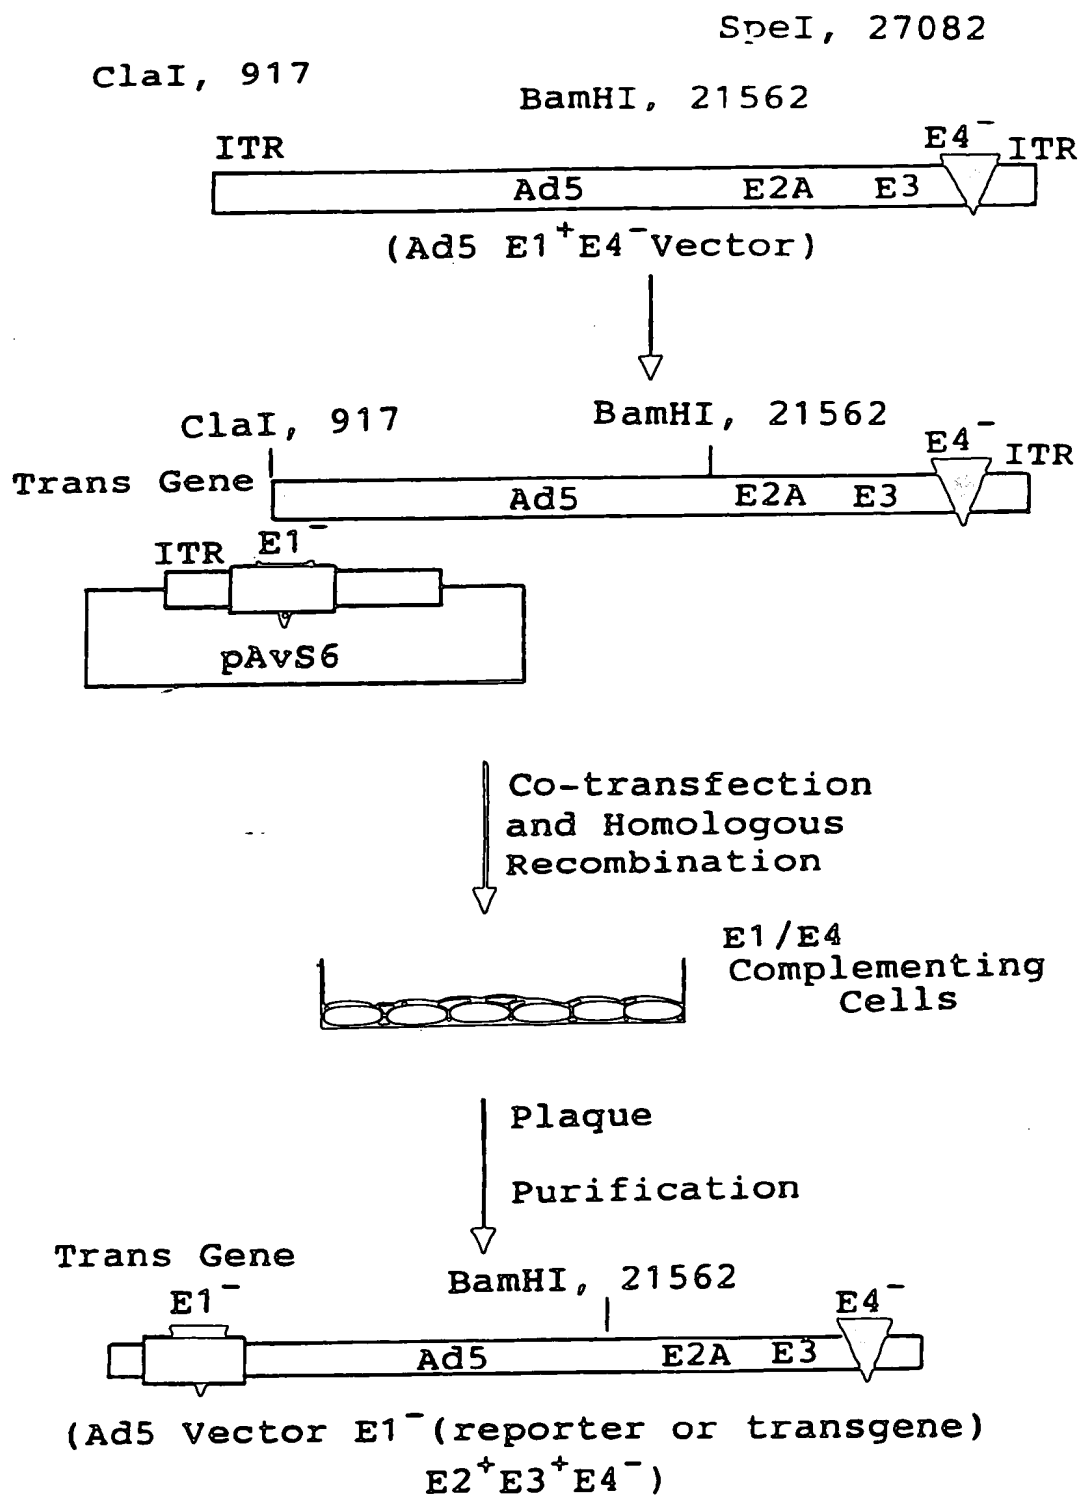 SpeI, 27082
ClaI, 917
BamHI, 21562
E4⁻
ITR
ITR
Ad5 E2A E3
(Ad5 E1⁺E4⁻Vector)
ClaI, 917
BamHI, 21562
E4⁻
ITR
Trans Gene
Ad5 E2A E3
ITR E1⁻
pAvS6
Co-transfection
and Homologous
Recombination
E1/E4
Complementing
Cells
Plaque
Purification
Trans Gene
BamHI, 21562
E1⁻
E4⁻
Ad5 E2A E3
(Ad5 Vector E1⁻(reporter or transgene)
E2⁺E3⁺E4⁻)